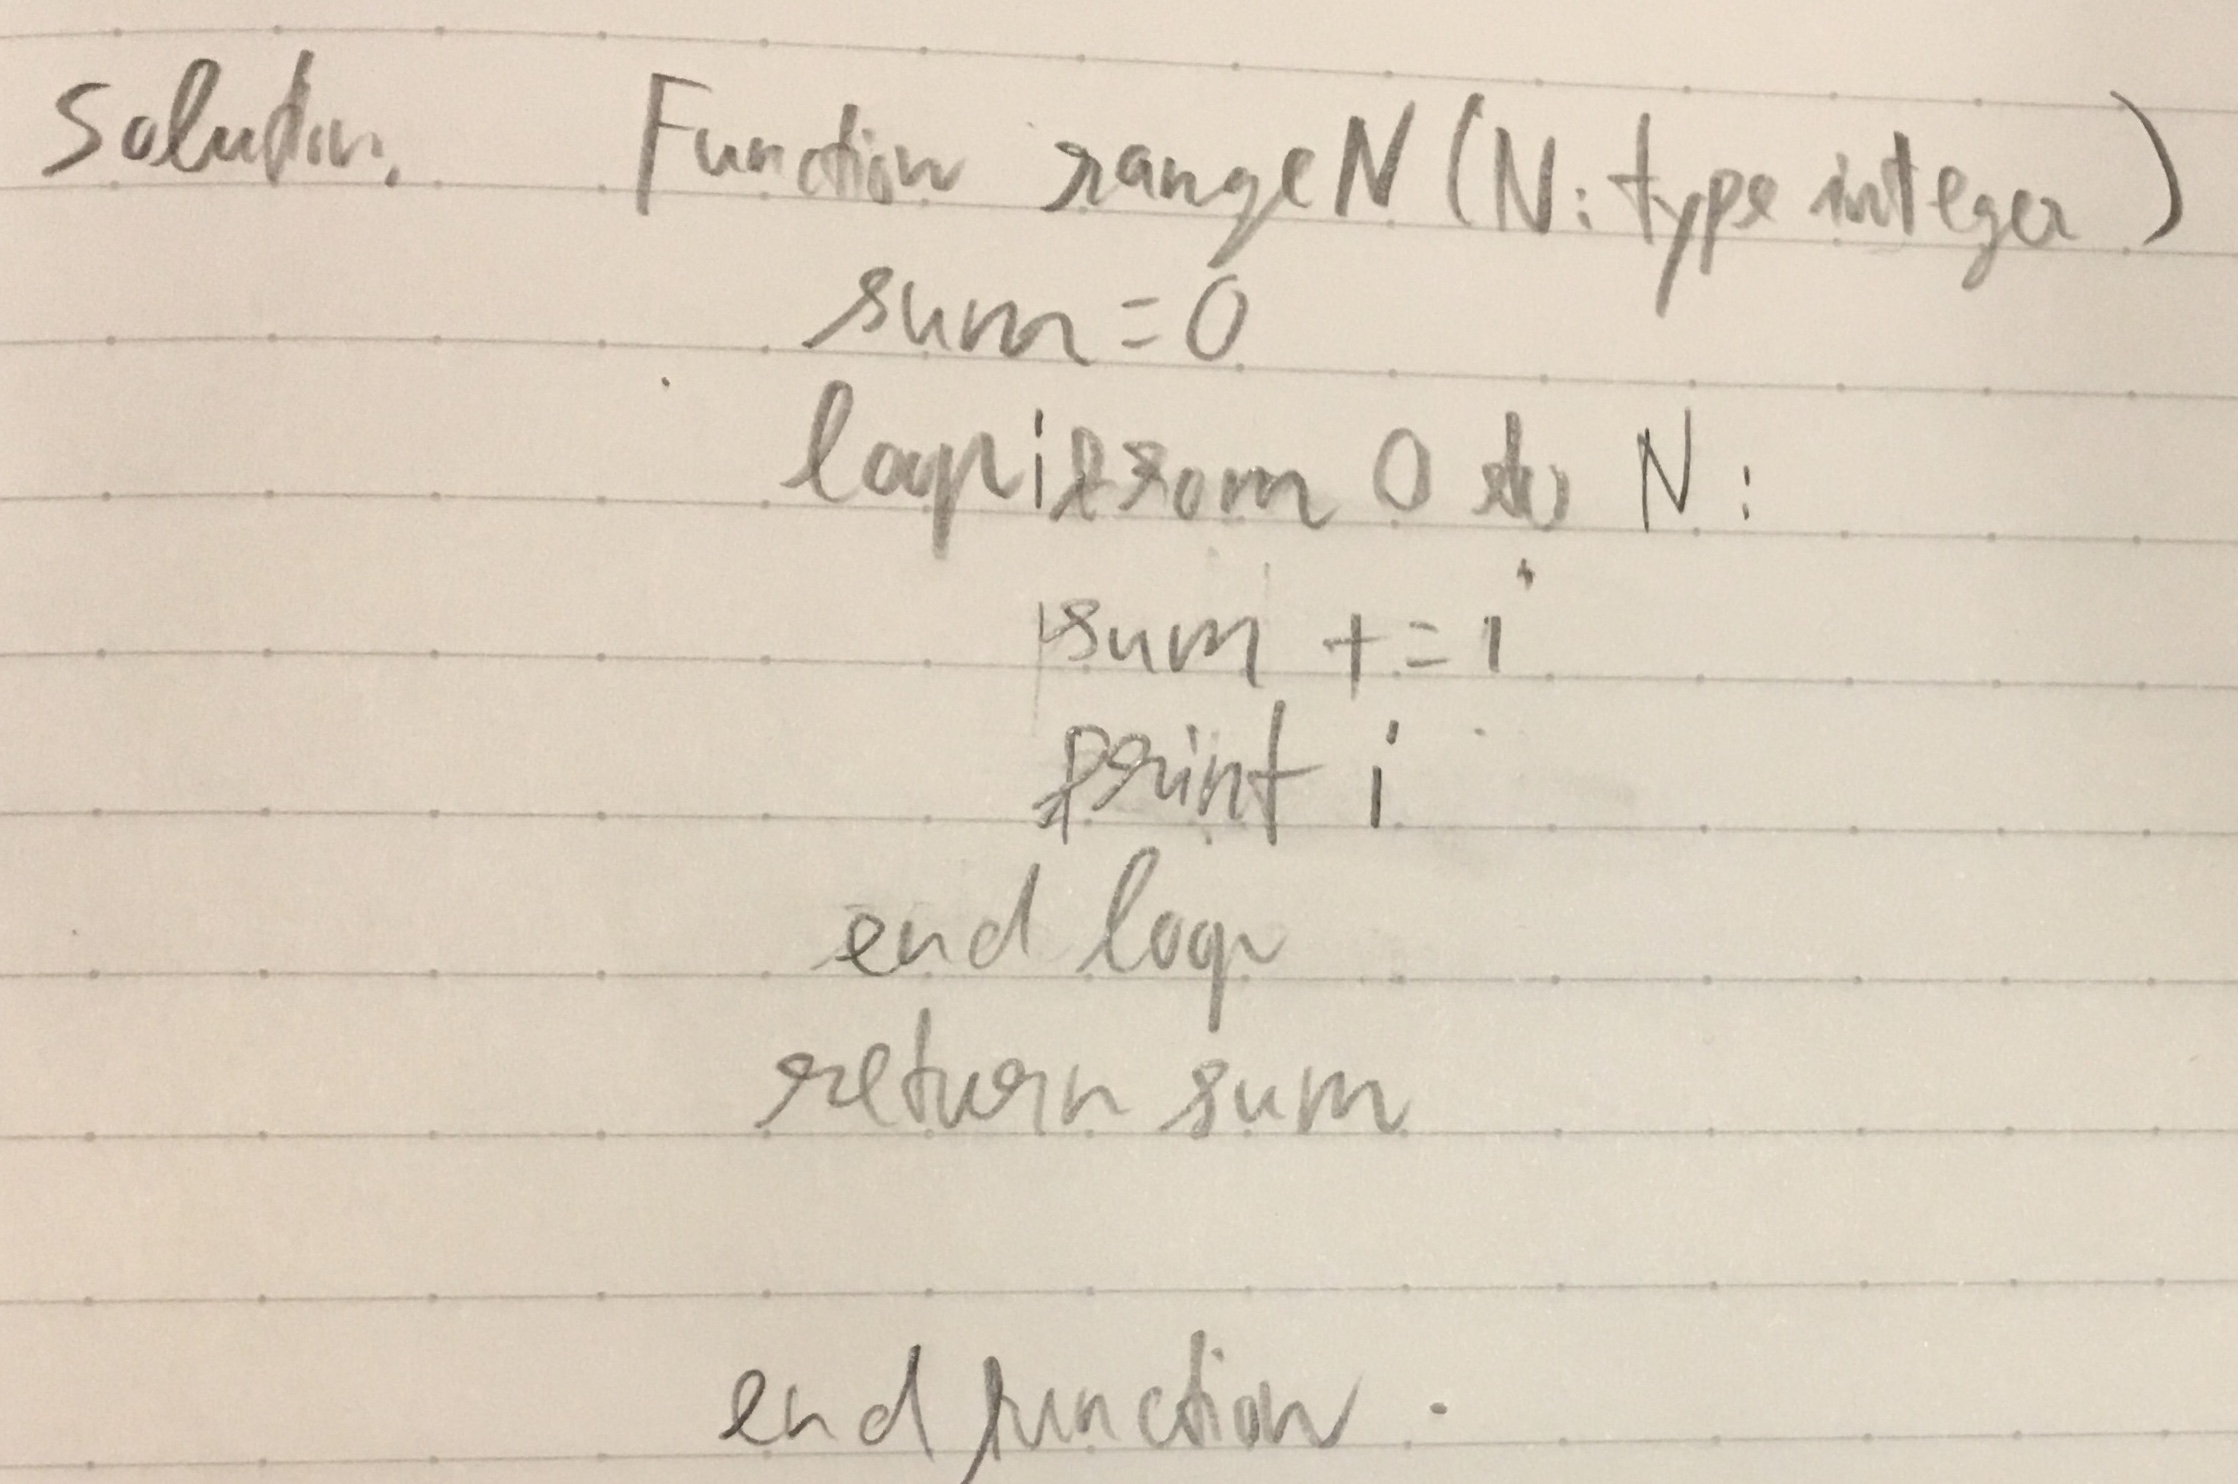 Solution. Function rangeN (N: type integer)
sum = 0
loop i from 0 to N:
sum += i
print i
end loop
return sum
end function.